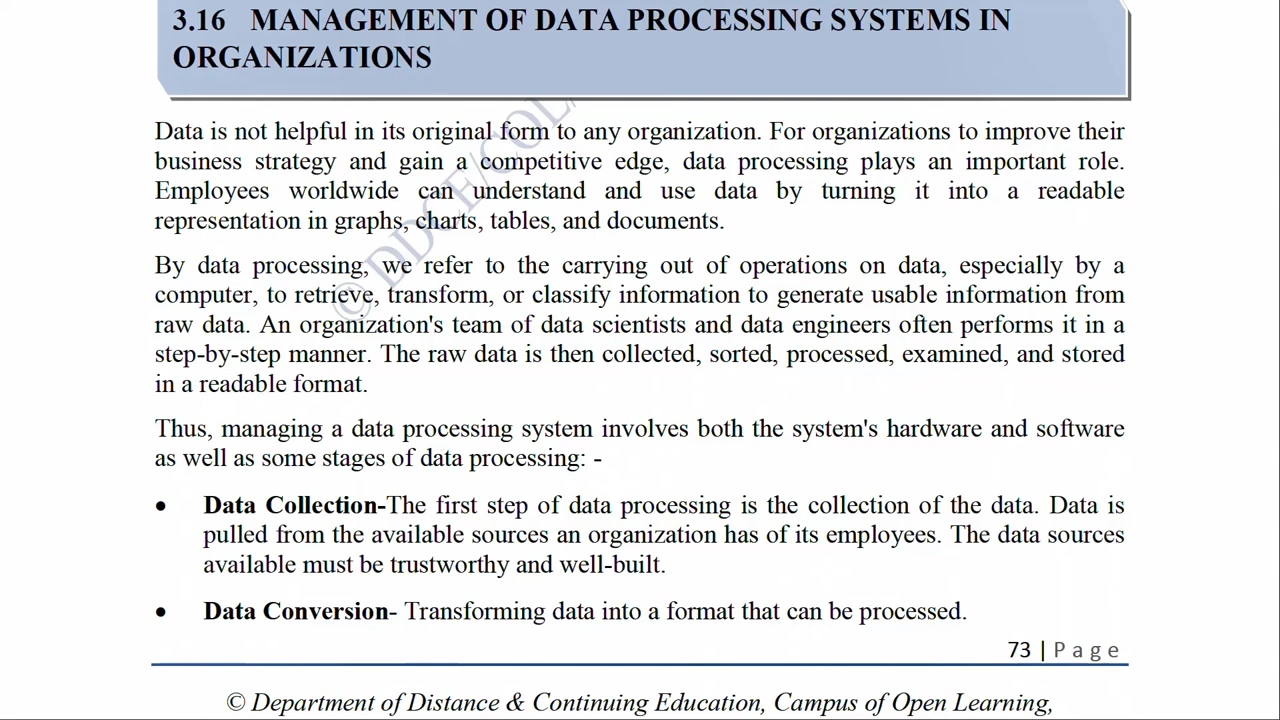 3.16 MANAGEMENT OF DATA PROCESSING SYSTEMS IN
ORGANIZATIONS
Data is not helpful in its original form to any organization. For organizations to improve their
business strategy and gain a competitive edge, data processing plays an important role.
Employees worldwide can understand and use data by turning it into a readable
representation in graphs, charts, tables, and documents.
By data processing, we refer to the carrying out of operations on data, especially by a
computer, to retrieve, transform, or classify information to generate usable information from
raw data. An organization's team of data scientists and data engineers often performs it in a
step-by-step manner. The raw data is then collected, sorted, processed, examined, and stored
in a readable format.
Thus, managing a data processing system involves both the system's hardware and software
as well as some stages of data processing: -
• Data Collection-The first step of data processing is the collection of the data. Data is
pulled from the available sources an organization has of its employees. The data sources
available must be trustworthy and well-built.
• Data Conversion- Transforming data into a format that can be processed.
73 | Page
© Department of Distance & Continuing Education, Campus of Open Learning,
© DDCE/COL/